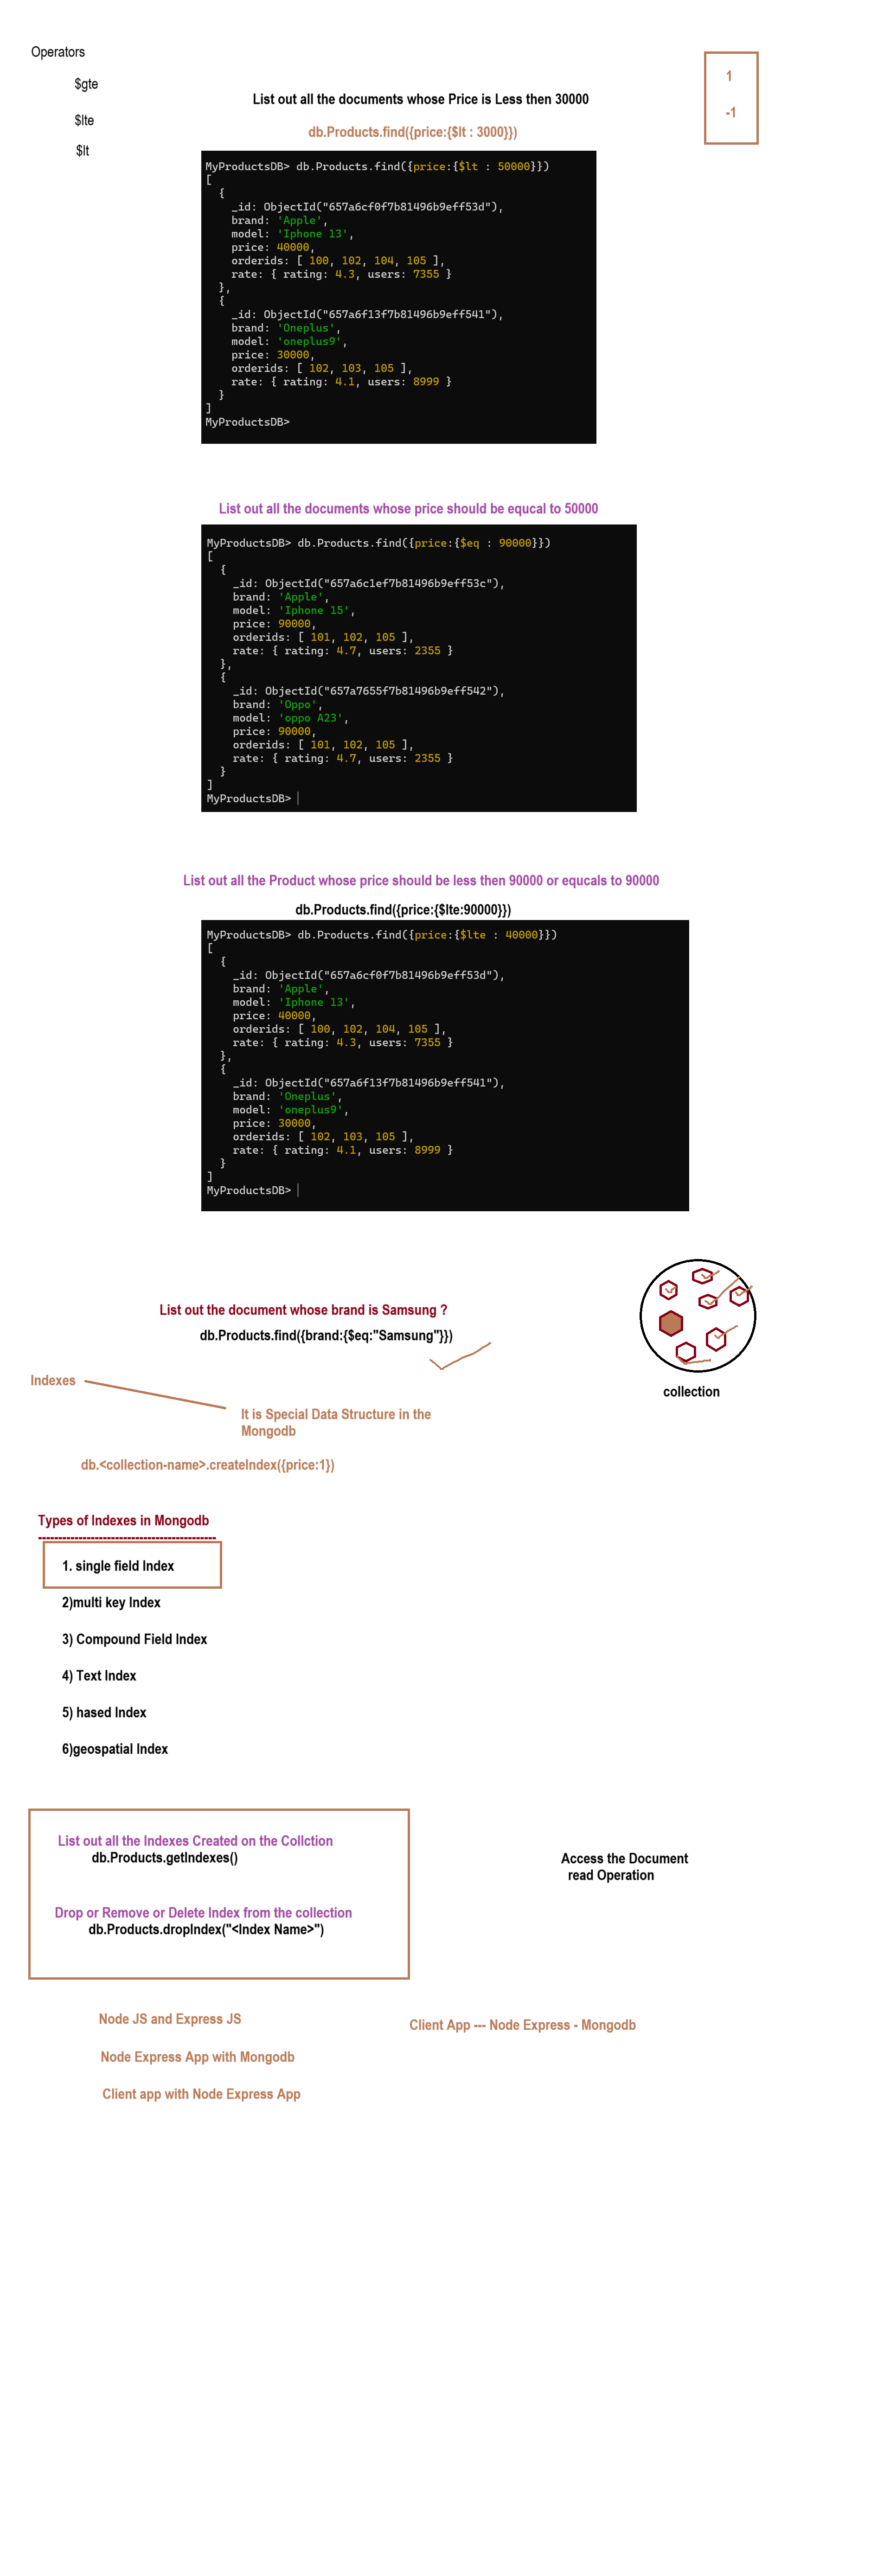 Operators
$gte
$lte
$lt
1
-1
List out all the documents whose Price is Less then 30000
db.Products.find({price:{$lt : 3000}})
MyProductsDB> db.Products.find({price:{$lt : 50000}})
[
  {
    _id: ObjectId("657a6cf0f7b81496b9eff53d"),
    brand: 'Apple',
    model: 'Iphone 13',
    price: 40000,
    orderids: [ 100, 102, 104, 105 ],
    rate: { rating: 4.3, users: 7355 }
  },
  {
    _id: ObjectId("657a6f13f7b81496b9eff541"),
    brand: 'Oneplus',
    model: 'oneplus9',
    price: 30000,
    orderids: [ 102, 103, 105 ],
    rate: { rating: 4.1, users: 8999 }
  }
]
MyProductsDB>
List out all the documents whose price should be equcal to 50000
MyProductsDB> db.Products.find({price:{$eq : 90000}})
[
  {
    _id: ObjectId("657a6c1ef7b81496b9eff53c"),
    brand: 'Apple',
    model: 'Iphone 15',
    price: 90000,
    orderids: [ 101, 102, 105 ],
    rate: { rating: 4.7, users: 2355 }
  },
  {
    _id: ObjectId("657a7655f7b81496b9eff542"),
    brand: 'Oppo',
    model: 'oppo A23',
    price: 90000,
    orderids: [ 101, 102, 105 ],
    rate: { rating: 4.7, users: 2355 }
  }
]
MyProductsDB>
List out all the Product whose price should be less then 90000 or equcals to 90000
db.Products.find({price:{$lte:90000}})
MyProductsDB> db.Products.find({price:{$lte : 40000}})
[
  {
    _id: ObjectId("657a6cf0f7b81496b9eff53d"),
    brand: 'Apple',
    model: 'Iphone 13',
    price: 40000,
    orderids: [ 100, 102, 104, 105 ],
    rate: { rating: 4.3, users: 7355 }
  },
  {
    _id: ObjectId("657a6f13f7b81496b9eff541"),
    brand: 'Oneplus',
    model: 'oneplus9',
    price: 30000,
    orderids: [ 102, 103, 105 ],
    rate: { rating: 4.1, users: 8999 }
  }
]
MyProductsDB>
List out the document whose brand is Samsung ?
db.Products.find({brand:{$eq:"Samsung"}})
collection
Indexes
It is Special Data Structure in the
Mongodb
db.<collection-name>.createIndex({price:1})
Types of Indexes in Mongodb
--------------------------------------------
1. single field Index
2)multi key Index
3) Compound Field Index
4) Text Index
5) hased Index
6)geospatial Index
List out all the Indexes Created on the Collction
db.Products.getIndexes()
Drop or Remove or Delete Index from the collection
db.Products.dropIndex("<Index Name>")
Access the Document
read Operation
Node JS and Express JS
Node Express App with Mongodb
Client app with Node Express App
Client App --- Node Express - Mongodb